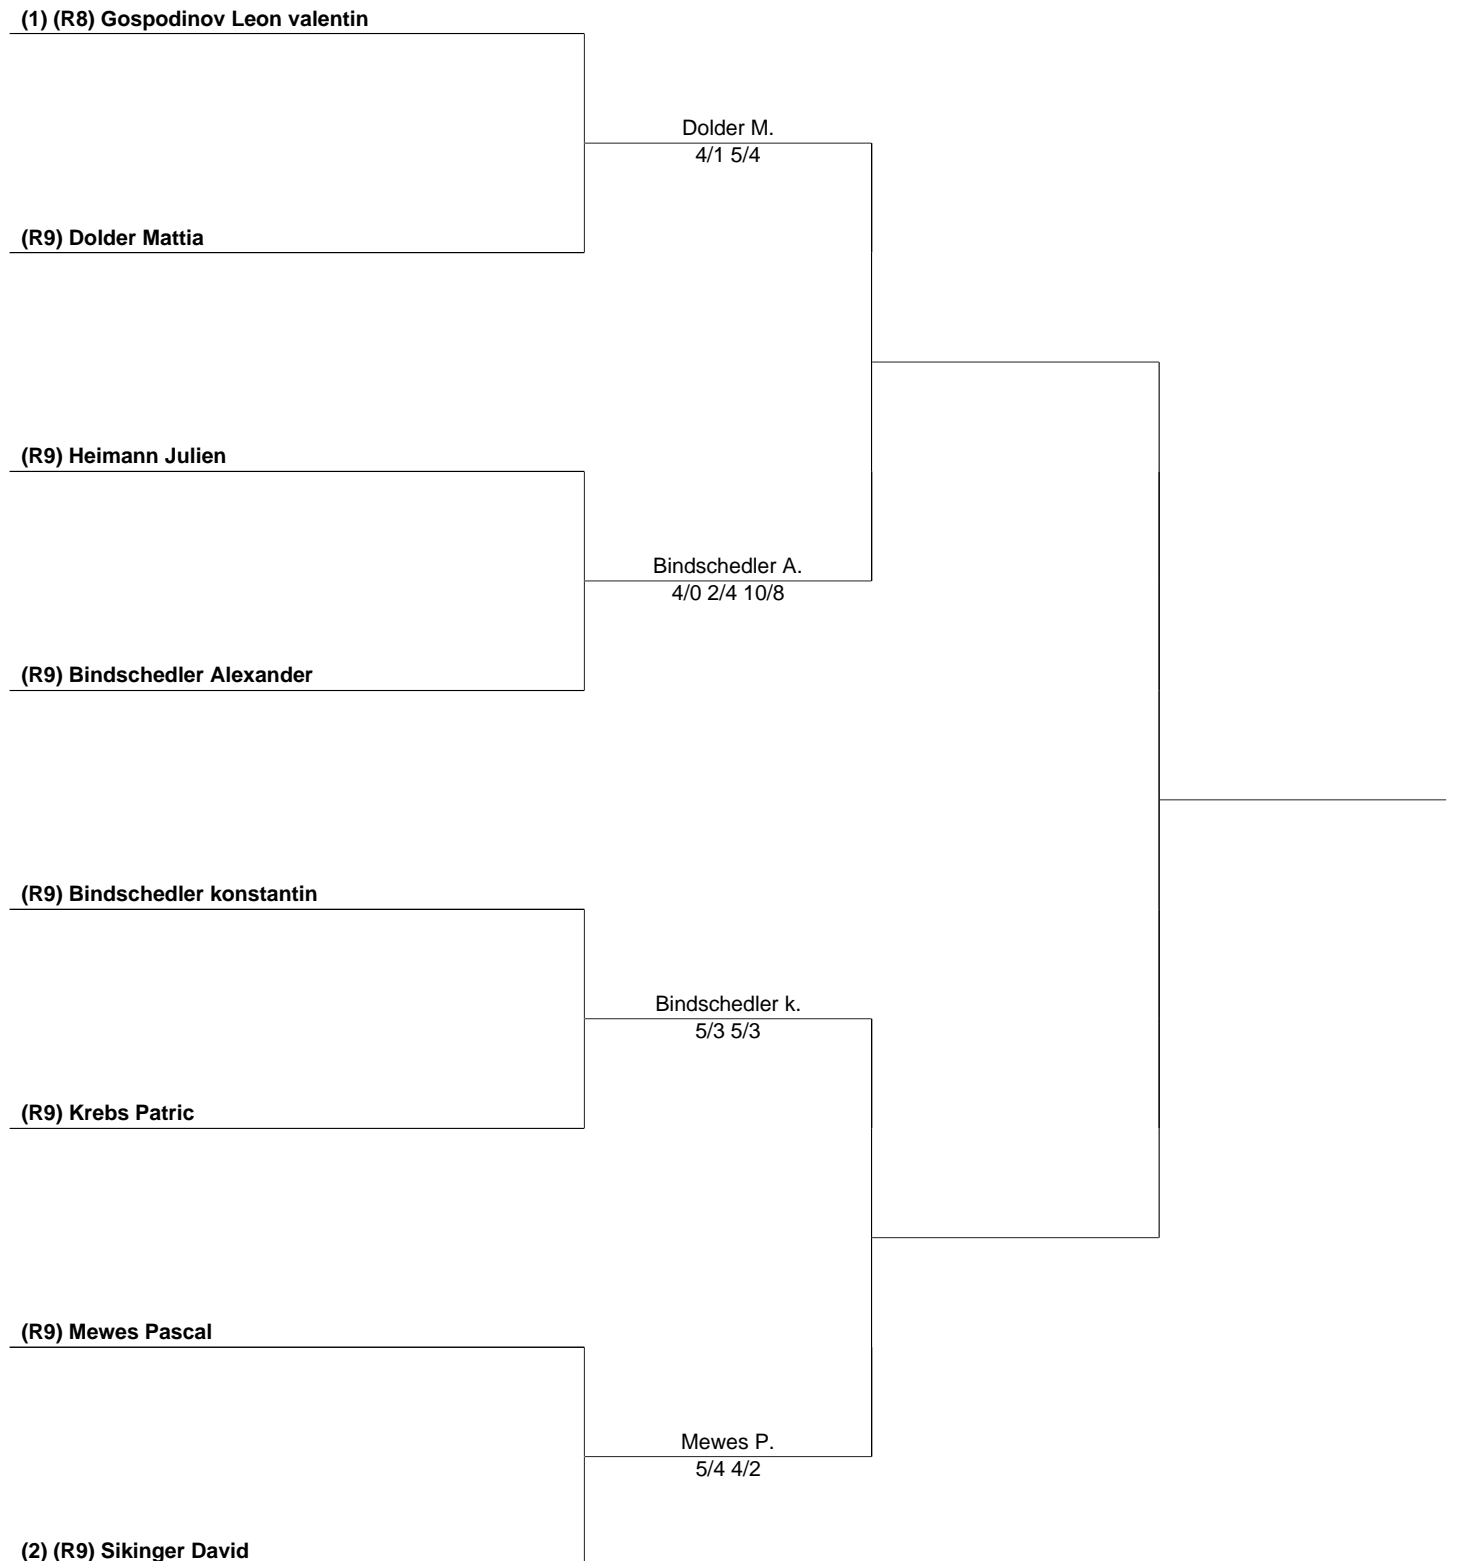 (1) (R8) Gospodinov Leon valentin
Dolder M.
4/1 5/4
(R9) Dolder Mattia
(R9) Heimann Julien
Bindschedler A.
4/0 2/4 10/8
(R9) Bindschedler Alexander
(R9) Bindschedler konstantin
Bindschedler k.
5/3 5/3
(R9) Krebs Patric
(R9) Mewes Pascal
Mewes P.
5/4 4/2
(2) (R9) Sikinger David